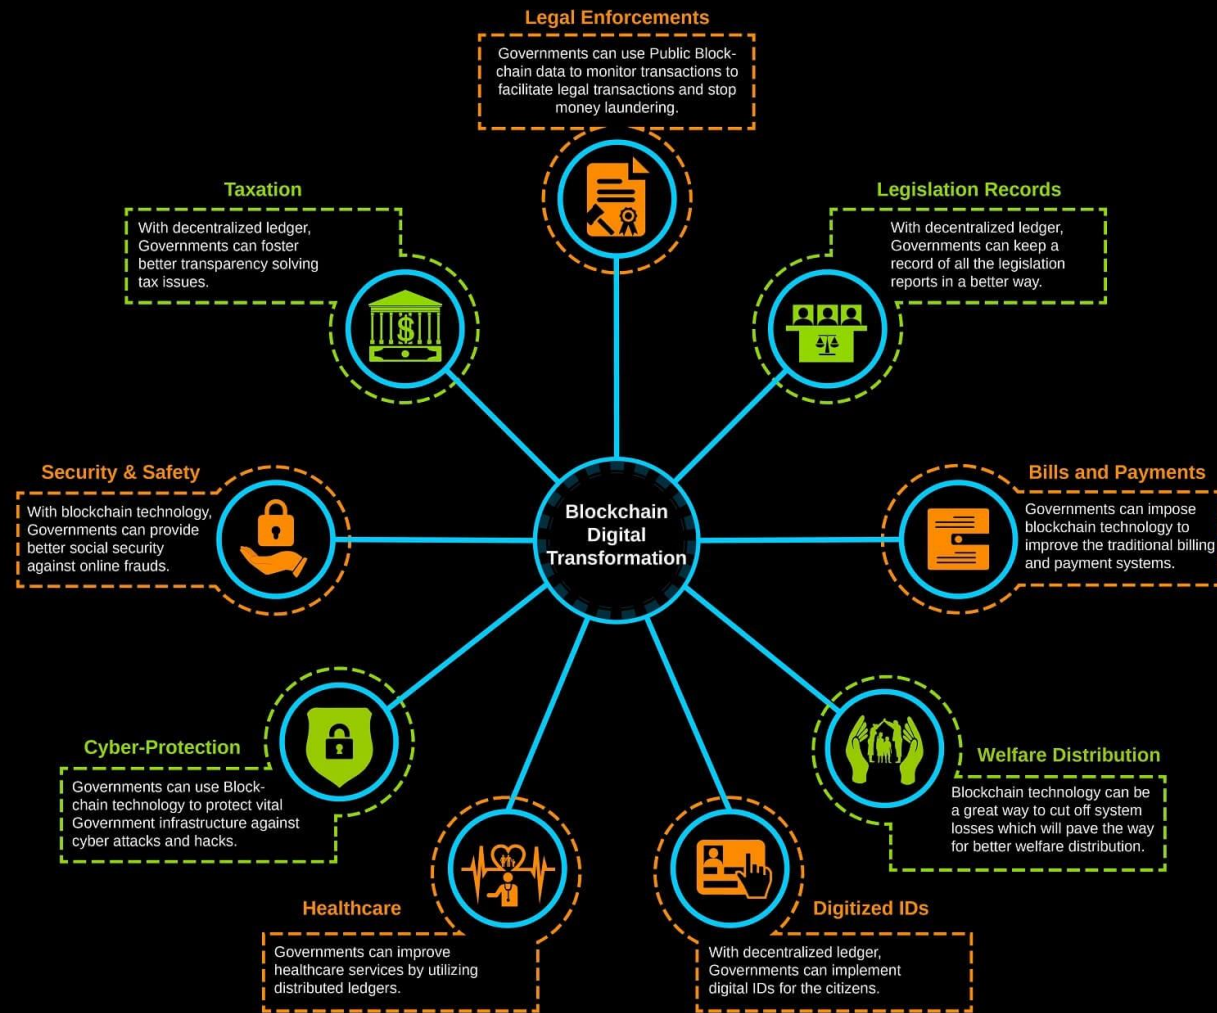 Legal Enforcements
Governments can use Public Block-
chain data to monitor transactions to
facilitate legal transactions and stop
money laundering.
Taxation
With decentralized ledger,
Governments can foster
better transparency solving
tax issues.
Legislation Records
With decentralized ledger,
Governments can keep a
record of all the legislation
reports in a better way.
Security & Safety
With blockchain technology,
Governments can provide
better social security
against online frauds.
Blockchain
Digital
Transformation
Bills and Payments
Governments can impose
blockchain technology to
improve the traditional billing
and payment systems.
Cyber-Protection
Governments can use Block-
chain technology to protect vital
Government infrastructure against
cyber attacks and hacks.
Welfare Distribution
Blockchain technology can be
a great way to cut off system
losses which will pave the way
for better welfare distribution.
Healthcare
Governments can improve
healthcare services by utilizing
distributed ledgers.
Digitized IDs
With decentralized ledger,
Governments can implement
digital IDs for the citizens.